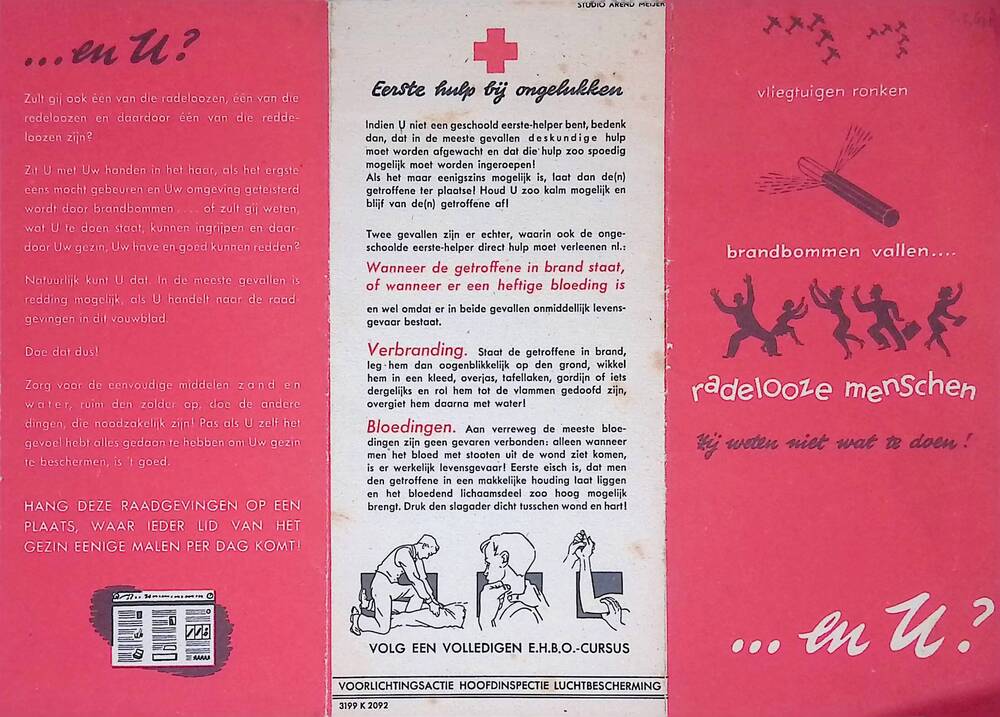 ...en U?
Zult gij ook één van die radeloozen, één van die
redeloozen en daardoor één van die redde-
loozen zijn?
Zit U met Uw handen in het haar, als het ergste
eens mocht gebeuren en Uw omgeving geteisterd
wordt door brandbommen .... of zult gij weten,
wat U te doen staat, kunnen ingrijpen en daar-
door Uw gezin, Uw have en goed kunnen redden?
Natuurlijk kunt U dat. In de meeste gevallen is
redding mogelijk, als U handelt naar de raad-
gevingen in dit vouwblad.
Doe dat dus!
Zorg voor de eenvoudige middelen zand en
water, ruim den zolder op, doe de andere
dingen, die noodzakelijk zijn! Pas als U zelf het
gevoel hebt alles gedaan te hebben om Uw gezin
te beschermen, is 't goed.
HANG DEZE RAADGEVINGEN OP EEN
PLAATS, WAAR IEDER LID VAN HET
GEZIN EENIGE MALEN PER DAG KOMT!
STUDIO AREND MEIJER
Eerste hulp bij ongelukken
Indien U niet een geschoold eerste-helper bent, bedenk
dan, dat in de meeste gevallen deskundige hulp
moet worden afgewacht en dat die hulp zoo spoedig
mogelijk moet worden ingeroepen!
Als het maar eenigszins mogelijk is, laat dan de(n)
getroffene ter plaatse! Houd U zoo kalm mogelijk en
blijf van de(n) getroffene af!
Twee gevallen zijn er echter, waarin ook de onge-
schoolde eerste-helper direct hulp moet verleenen nl.:
Wanneer de getroffene in brand staat,
of wanneer er een heftige bloeding is
en wel omdat er in beide gevallen onmiddellijk levens-
gevaar bestaat.
Verbranding. Staat de getroffene in brand,
leg hem dan oogenblikkelijk op den grond, wikkel
hem in een kleed, overjas, tafellaken, gordijn of iets
dergelijks en rol hem tot de vlammen gedoofd zijn,
overgiet hem daarna met water!
Bloedingen. Aan verreweg de meeste bloe-
dingen zijn geen gevaren verbonden: alleen wanneer
men het bloed met stooten uit de wond ziet komen,
is er werkelijk levensgevaar! Eerste eisch is, dat men
den getroffene in een makkelijke houding laat liggen
en het bloedend lichaamsdeel zoo hoog mogelijk
brengt. Druk den slagader dicht tusschen wond en hart!
VOLG EEN VOLLEDIGEN E.H.B.O.-CURSUS
VOORLICHTINGSACTIE HOOFDINSPECTIE LUCHTBESCHERMING
3199 K 2092
vliegtuigen ronken
brandbommen vallen....
radelooze menschen
Zij weten niet wat te doen!
...en U?